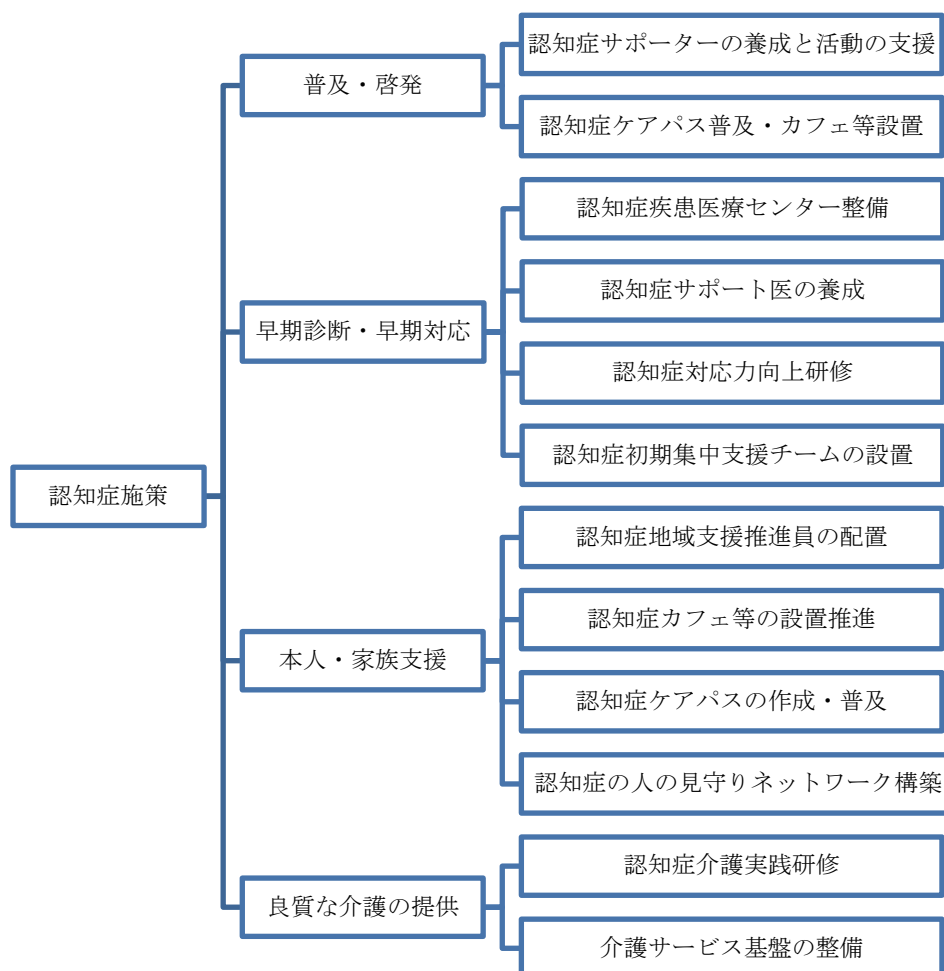 認知症施策
普及・啓発
認知症サポーターの養成と活動の支援
認知症ケアパス普及・カフェ等設置
早期診断・早期対応
認知症疾患医療センター整備
認知症サポート医の養成
認知症対応力向上研修
認知症初期集中支援チームの設置
本人・家族支援
認知症地域支援推進員の配置
認知症カフェ等の設置推進
認知症ケアパスの作成・普及
認知症の人の見守りネットワーク構築
良質な介護の提供
認知症介護実践研修
介護サービス基盤の整備